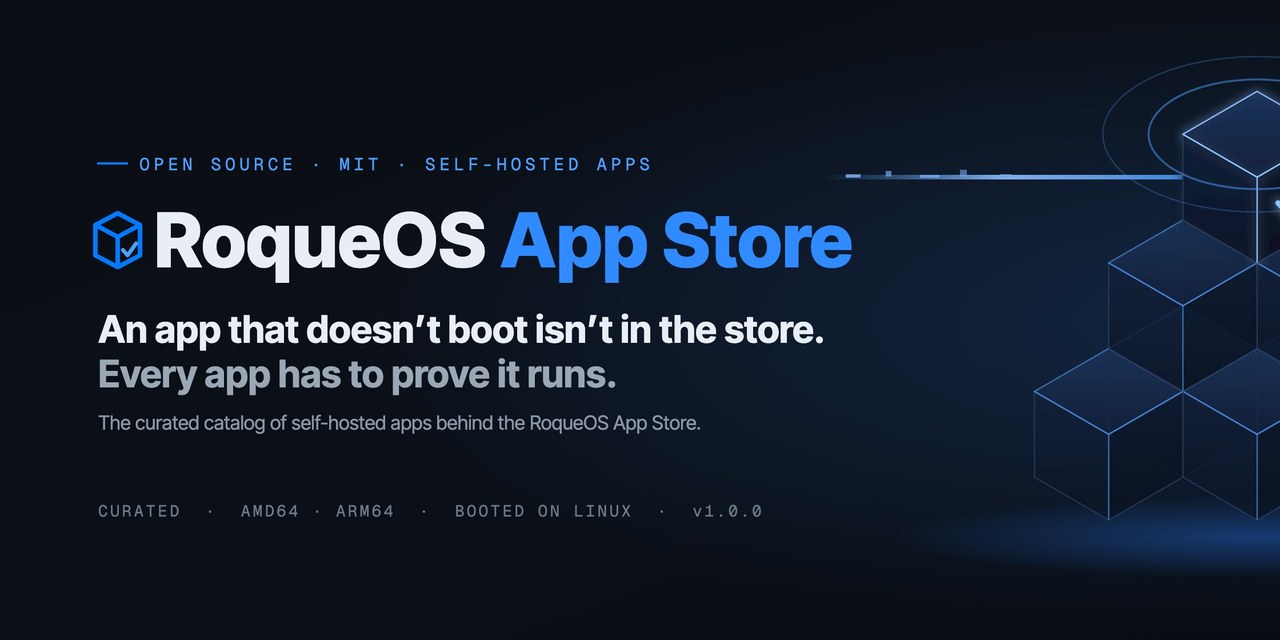 OPEN SOURCE · MIT · SELF-HOSTED APPS
RoqueOS App Store
An app that doesn’t boot isn’t in the store.
Every app has to prove it runs.
The curated catalog of self-hosted apps behind the RoqueOS App Store.
CURATED · AMD64 · ARM64 · BOOTED ON LINUX · v1.0.0